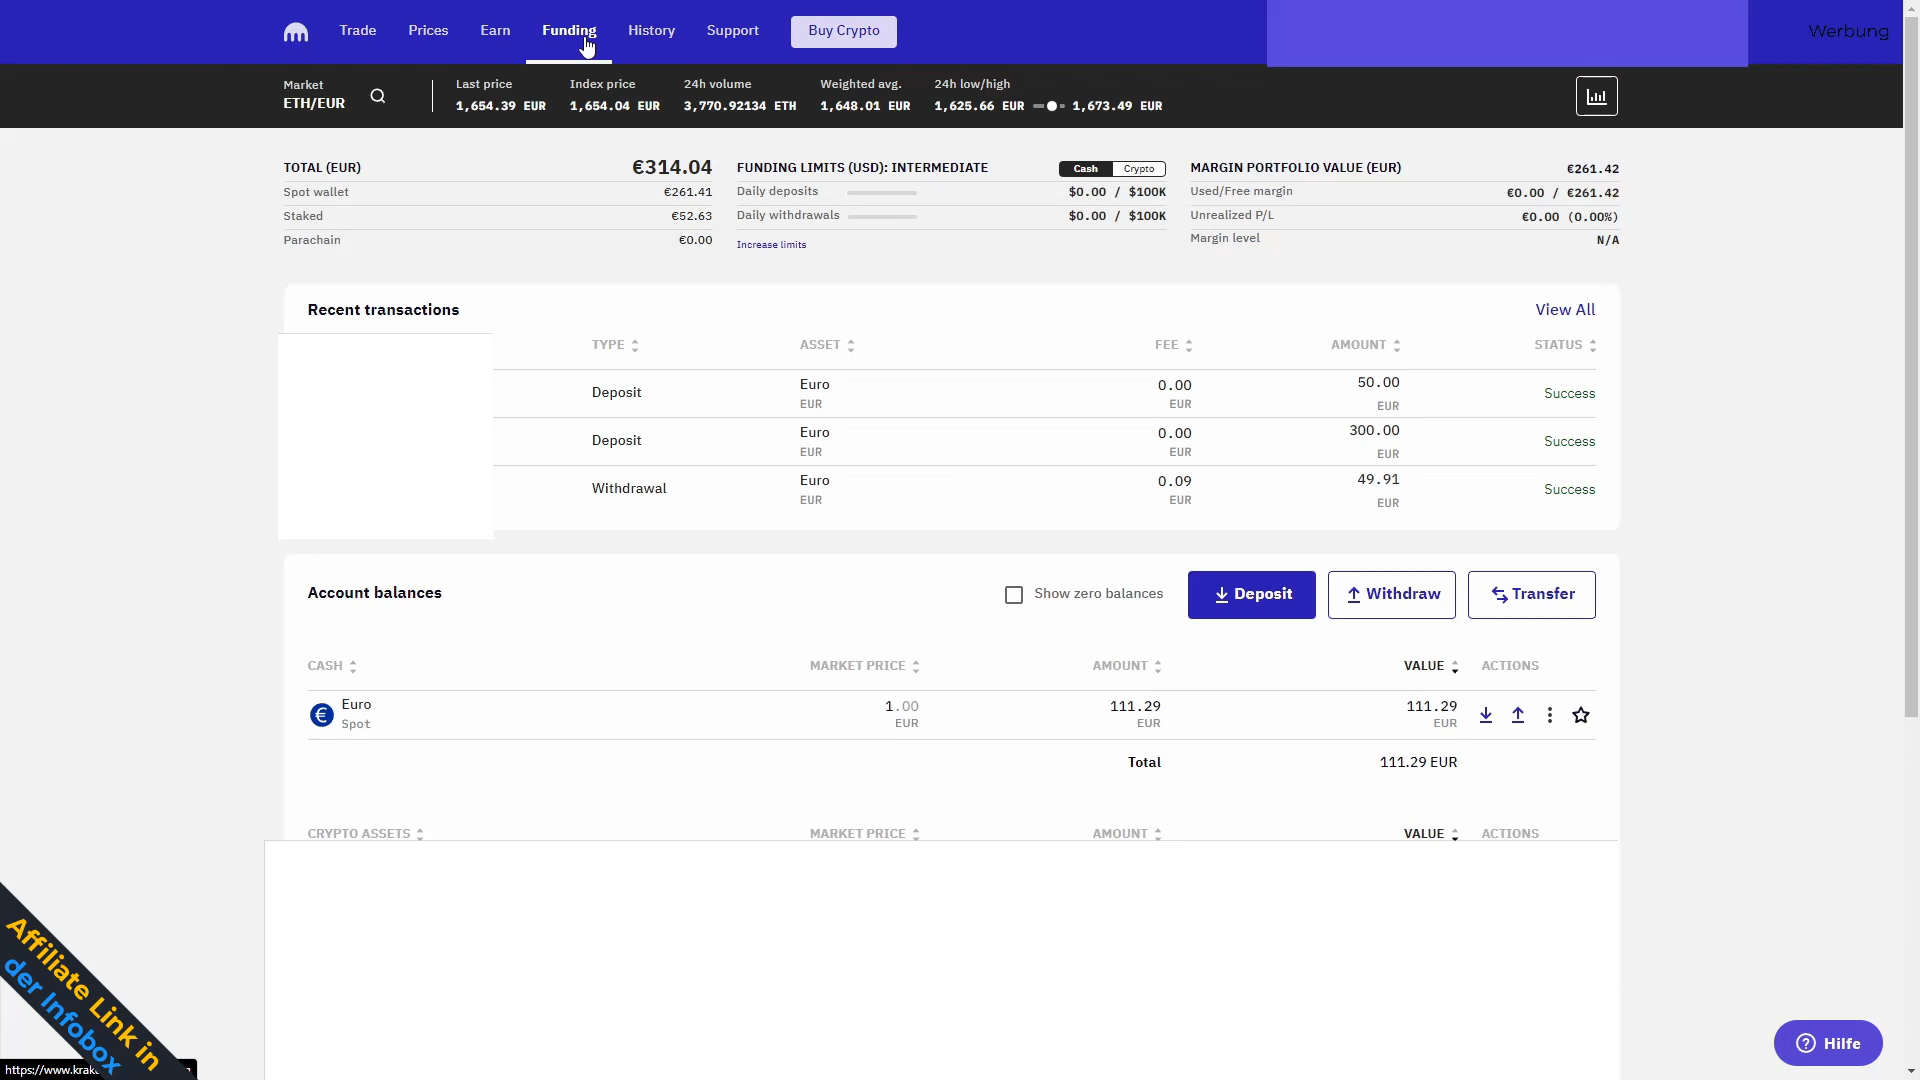 Trade Prices Earn Funding History Support Buy Crypto
Werbung
Market
ETH/EUR
Last price Index price 24h volume Weighted avg. 24h low/high
1,654.39 EUR 1,654.04 EUR 3,770.92134 ETH 1,648.01 EUR 1,625.66 EUR 1,673.49 EUR
TOTAL (EUR) €314.04
Spot wallet €261.41
Staked €52.63
Parachain €0.00
FUNDING LIMITS (USD): INTERMEDIATE Cash Crypto
Daily deposits $0.00 / $100K
Daily withdrawals $0.00 / $100K
Increase limits
MARGIN PORTFOLIO VALUE (EUR) €261.42
Used/Free margin €0.00 / €261.42
Unrealized P/L €0.00 (0.00%)
Margin level N/A
Recent transactions View All
TYPE ASSET FEE AMOUNT STATUS
Deposit Euro 0.00 50.00 Success
EUR EUR EUR
Deposit Euro 0.00 300.00 Success
EUR EUR EUR
Withdrawal Euro 0.09 49.91 Success
EUR EUR EUR
Account balances Show zero balances Deposit Withdraw Transfer
CASH MARKET PRICE AMOUNT VALUE ACTIONS
Euro 1.00 111.29 111.29
Spot EUR EUR EUR
Total 111.29 EUR
CRYPTO ASSETS MARKET PRICE AMOUNT VALUE ACTIONS
Affiliate Link in
der Infobox
Hilfe
https://www.krak